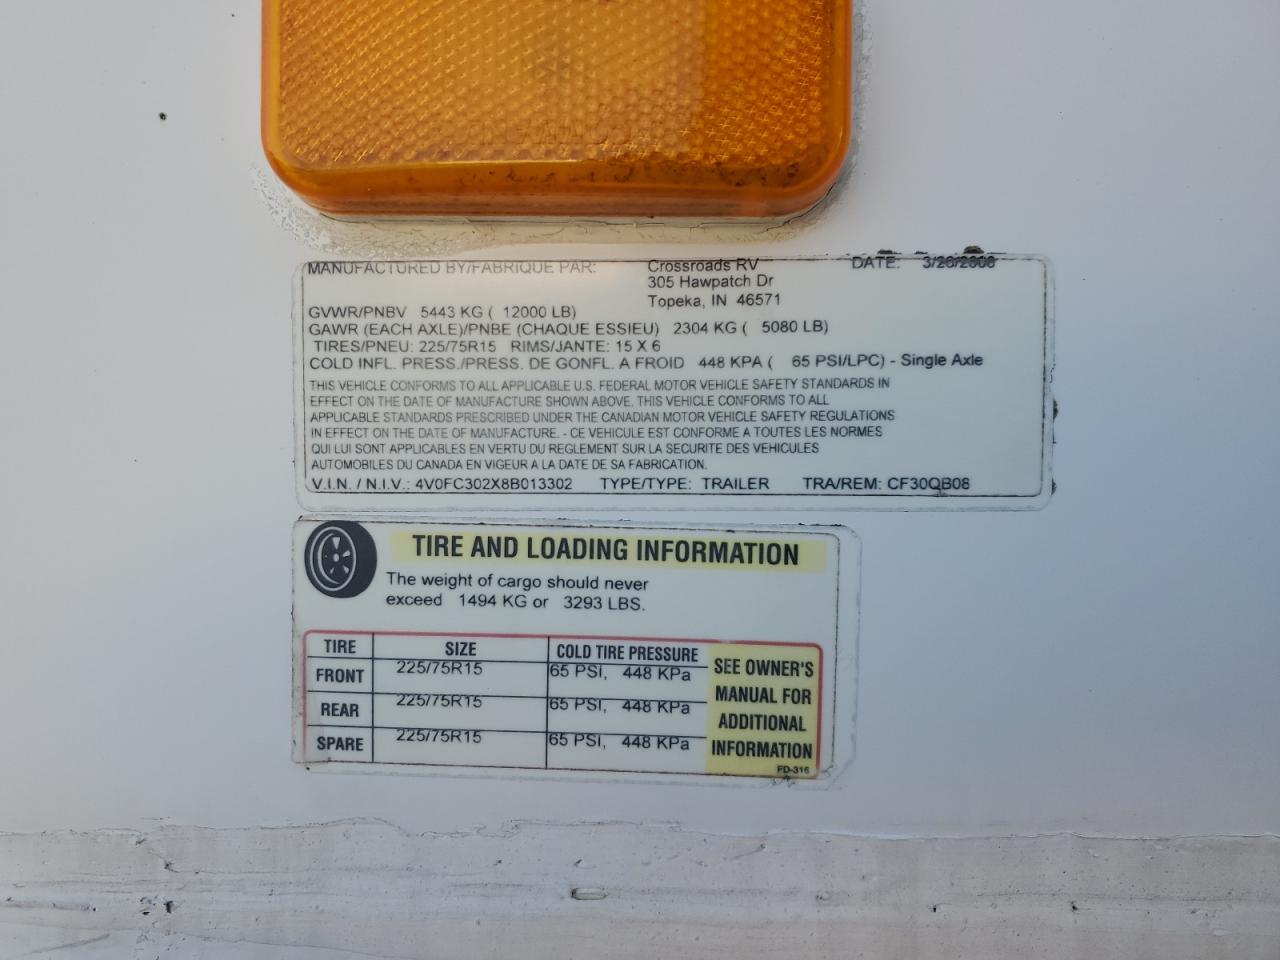 MANUFACTURED BY/FABRIQUE PAR: Crossroads RV DATE: 3/26/2008
305 Hawpatch Dr
Topeka, IN 46571
GVWR/PNBV 5443 KG ( 12000 LB)
GAWR (EACH AXLE)/PNBE (CHAQUE ESSIEU) 2304 KG ( 5080 LB)
TIRES/PNEU: 225/75R15 RIMS/JANTE: 15 X 6
COLD INFL. PRESS./PRESS. DE GONFL. A FROID 448 KPA ( 65 PSI/LPC) - Single Axle
THIS VEHICLE CONFORMS TO ALL APPLICABLE U.S. FEDERAL MOTOR VEHICLE SAFETY STANDARDS IN
EFFECT ON THE DATE OF MANUFACTURE SHOWN ABOVE. THIS VEHICLE CONFORMS TO ALL
APPLICABLE STANDARDS PRESCRIBED UNDER THE CANADIAN MOTOR VEHICLE SAFETY REGULATIONS
IN EFFECT ON THE DATE OF MANUFACTURE. - CE VEHICULE EST CONFORME A TOUTES LES NORMES
QUI LUI SONT APPLICABLES EN VERTU DU REGLEMENT SUR LA SECURITE DES VEHICULES
AUTOMOBILES DU CANADA EN VIGEUR A LA DATE DE SA FABRICATION.
V.I.N. / N.I.V.: 4V0FC302X8B013302 TYPE/TYPE: TRAILER TRA/REM: CF30QB08
TIRE AND LOADING INFORMATION
The weight of cargo should never
exceed 1494 KG or 3293 LBS.
TIRE SIZE COLD TIRE PRESSURE
FRONT 225/75R15 65 PSI, 448 KPa
REAR 225/75R15 65 PSI, 448 KPa
SPARE 225/75R15 65 PSI, 448 KPa
SEE OWNER'S
MANUAL FOR
ADDITIONAL
INFORMATION
FD-316